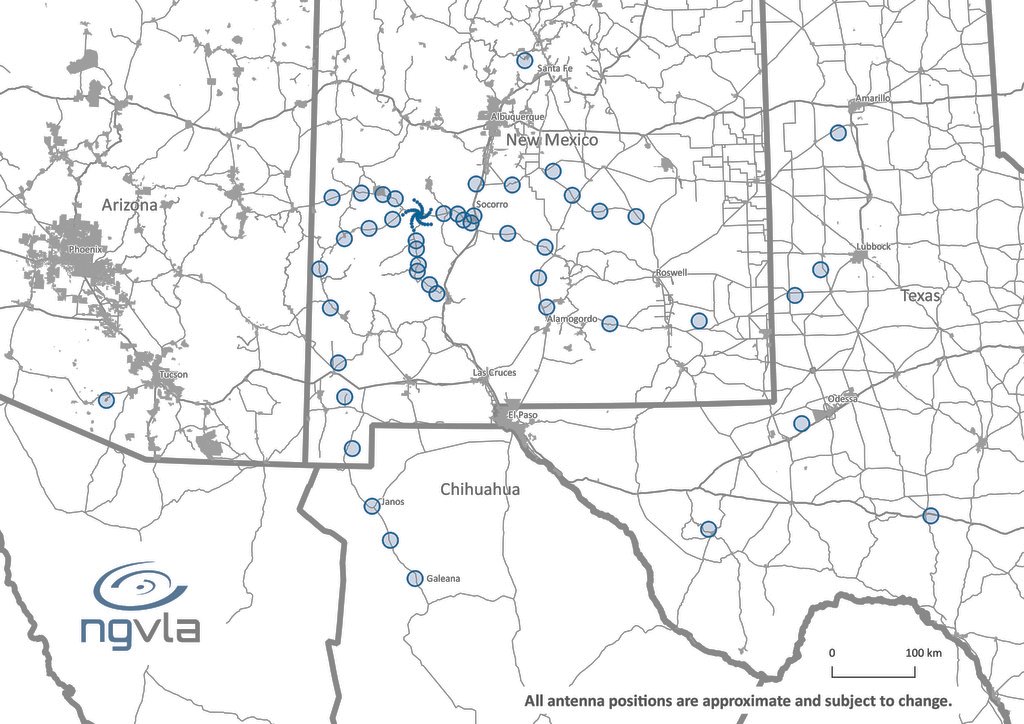 Santa Fe
Amarillo
Albuquerque
New Mexico
Arizona
Socorro
Phoenix
Lubbock
Roswell
Texas
Alamogordo
Tucson
Las Cruces
Odessa
El Paso
Chihuahua
Janos
Galeana
ngvla
0 100 km
All antenna positions are approximate and subject to change.